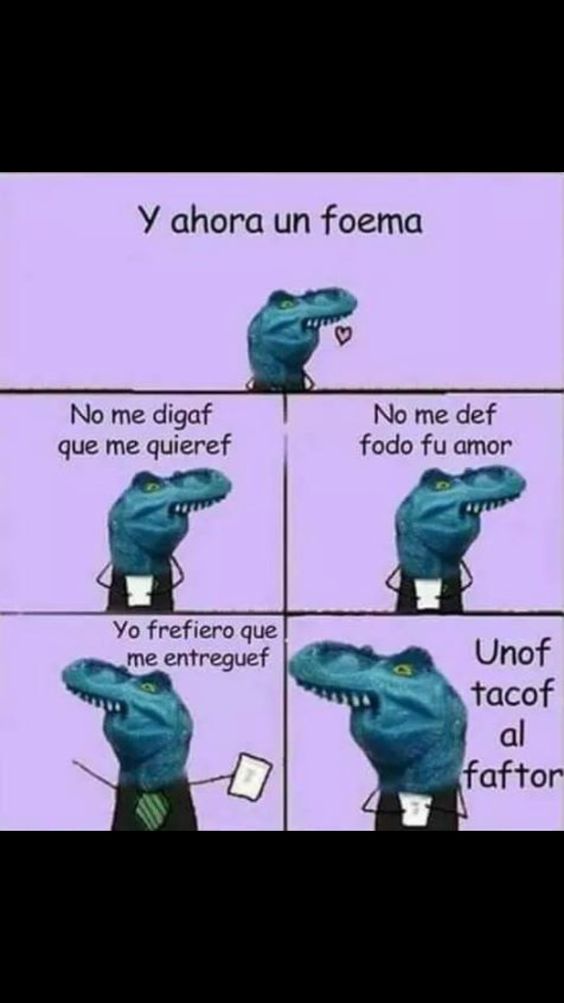 Y ahora un foema
No me digaf
que me quieref
No me def
fodo fu amor
Yo frefiero que
me entreguef
Unof
tacof
al
faftor